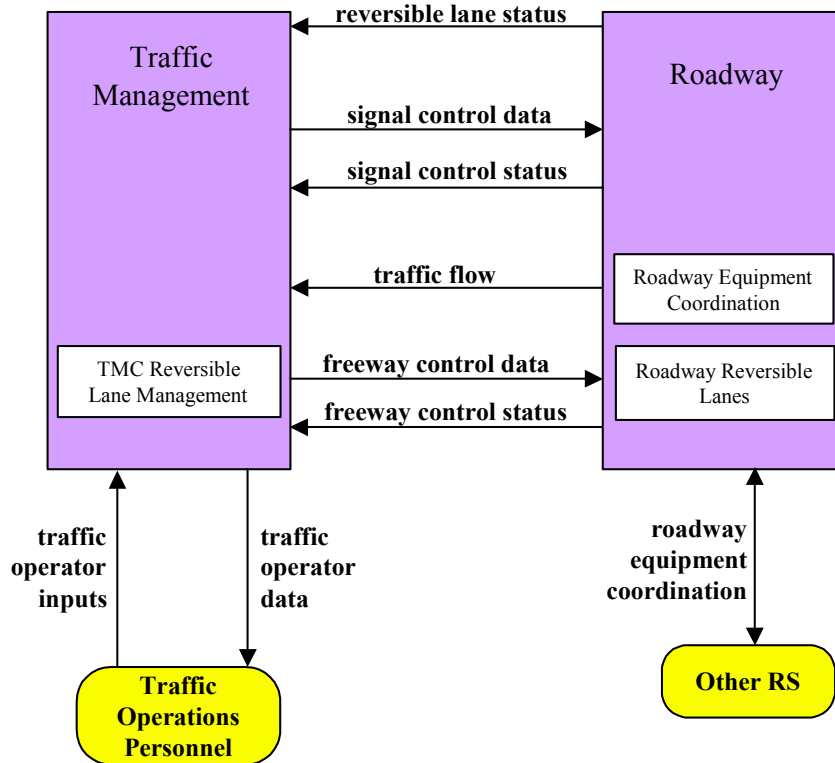 reversible lane status
Traffic
Management
Roadway
signal control data
signal control status
traffic flow
Roadway Equipment
Coordination
TMC Reversible
Lane Management
freeway control data
Roadway Reversible
Lanes
freeway control status
traffic
operator
inputs
traffic
operator
data
roadway
equipment
coordination
Traffic
Operations
Personnel
Other RS